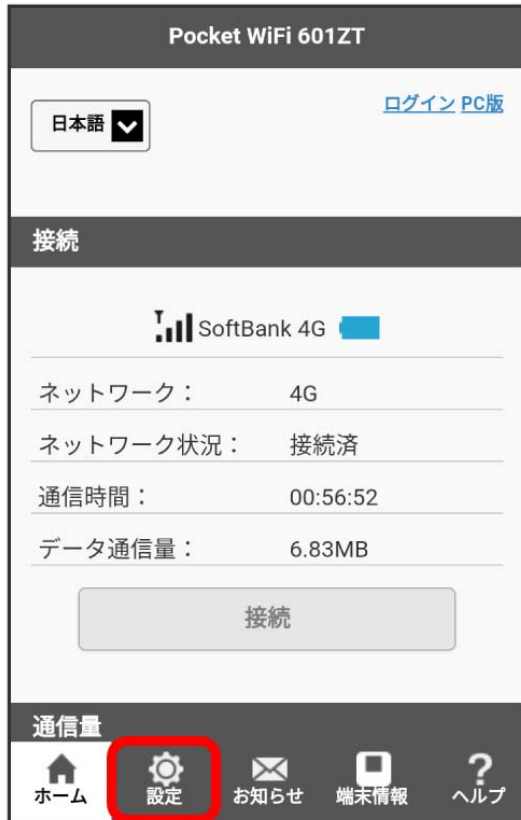 Pocket WiFi 601ZT
ログイン PC版
日本語
接続
SoftBank 4G
ネットワーク： 4G
ネットワーク状況： 接続済
通信時間： 00:56:52
データ通信量： 6.83MB
接続
通信量
ホーム 設定 お知らせ 端末情報 ヘルプ